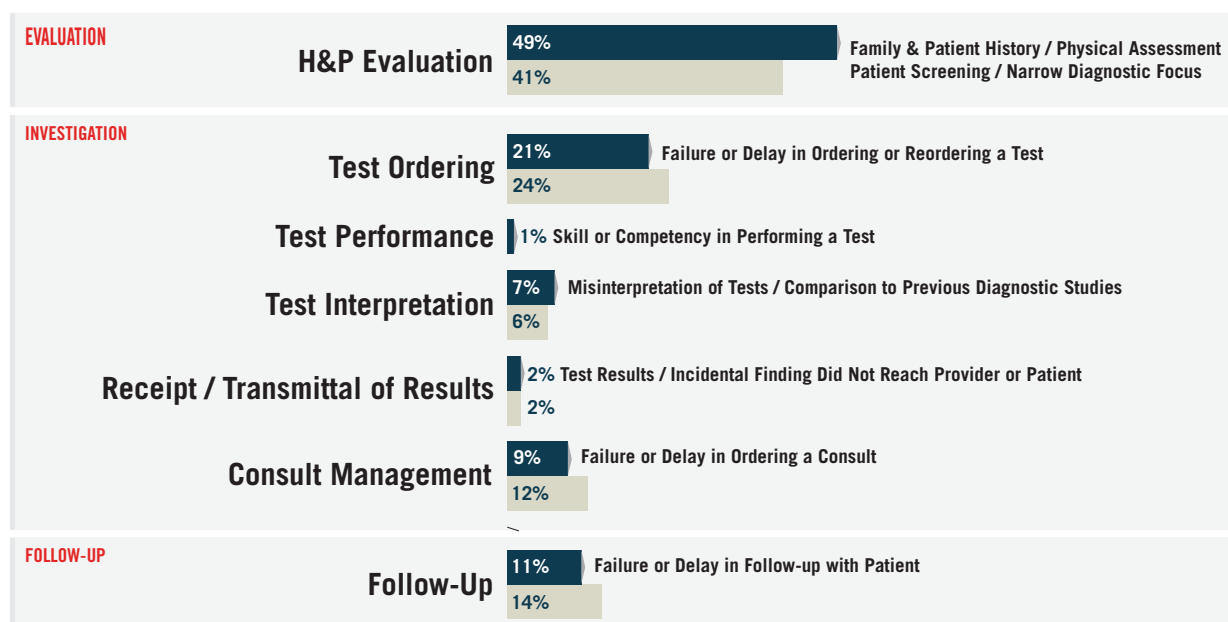 EVALUATION
H&P Evaluation
49%
41%
Family & Patient History / Physical Assessment
Patient Screening / Narrow Diagnostic Focus
INVESTIGATION
Test Ordering
21%
24%
Failure or Delay in Ordering or Reordering a Test
Test Performance
1% Skill or Competency in Performing a Test
Test Interpretation
7%
6%
Misinterpretation of Tests / Comparison to Previous Diagnostic Studies
Receipt / Transmittal of Results
2% Test Results / Incidental Finding Did Not Reach Provider or Patient
2%
Consult Management
9%
12%
Failure or Delay in Ordering a Consult
FOLLOW-UP
Follow-Up
11%
14%
Failure or Delay in Follow-up with Patient